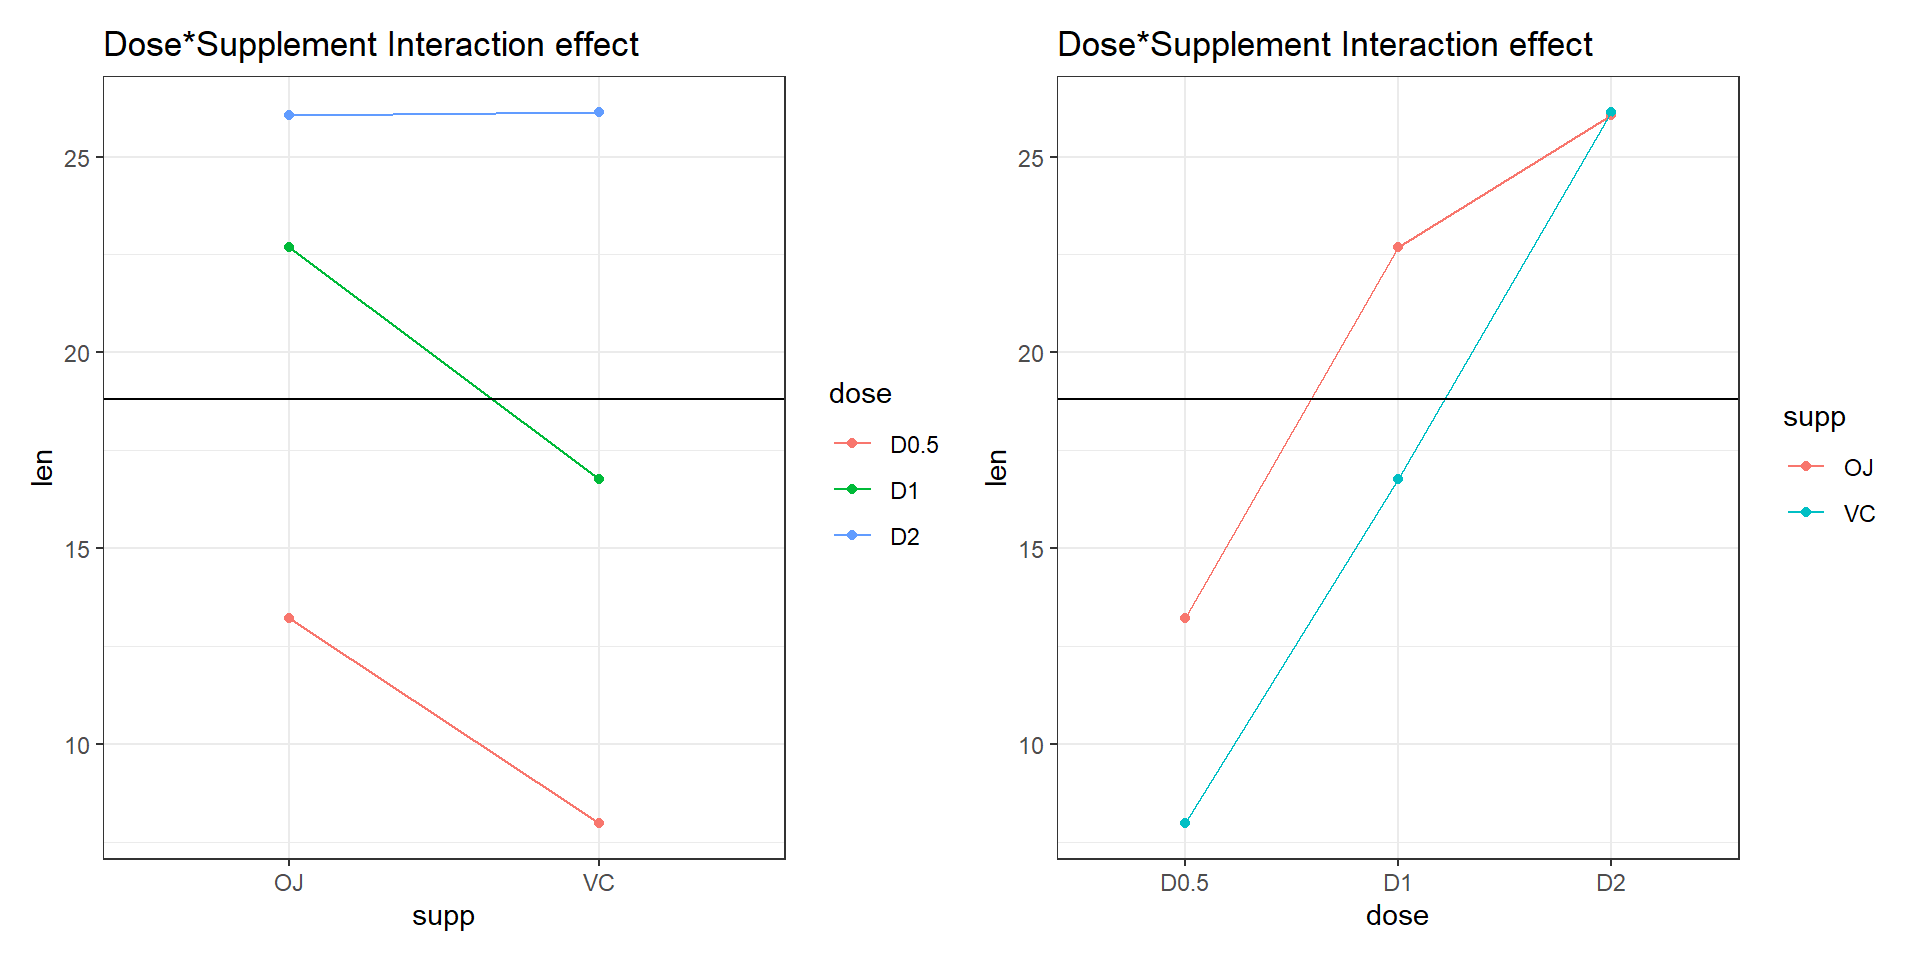 Dose*Supplement Interaction effect
len
25
20
15
10
OJ VC
supp
dose
D0.5
D1
D2
Dose*Supplement Interaction effect
len
25
20
15
10
D0.5 D1 D2
dose
supp
OJ
VC